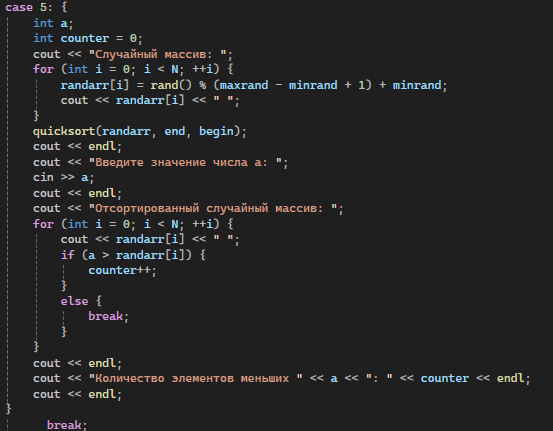 case 5: {
int a;
int counter = 0;
cout << "Случайный массив: ";
for (int i = 0; i < N; ++i) {
randarr[i] = rand() % (maxrand - minrand + 1) + minrand;
cout << randarr[i] << " ";
}
quicksort(randarr, end, begin);
cout << endl;
cout << "Введите значение числа a: ";
cin >> a;
cout << endl;
cout << "Отсортированный случайный массив: ";
for (int i = 0; i < N; ++i) {
cout << randarr[i] << " ";
if (a > randarr[i]) {
counter++;
}
else {
break;
}
}
cout << endl;
cout << "Количество элементов меньших " << a << ": " << counter << endl;
cout << endl;
}
break;